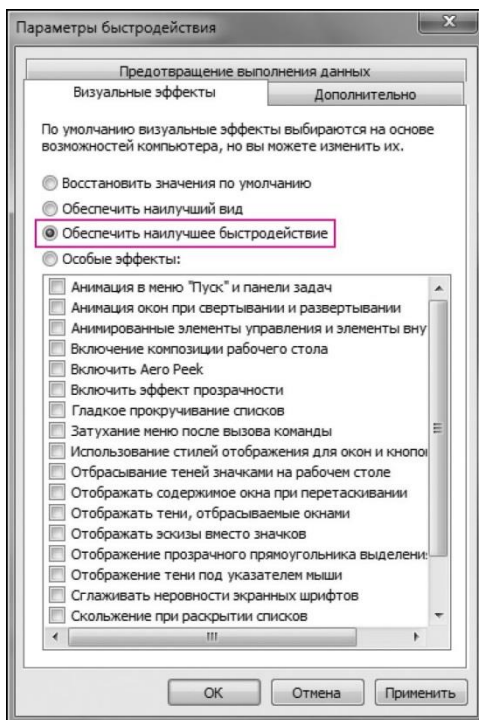 Параметры быстродействия
Предотвращение выполнения данных
Визуальные эффекты
Дополнительно
По умолчанию визуальные эффекты выбираются на основе
возможностей компьютера, но вы можете изменить их.
Восстановить значения по умолчанию
Обеспечить наилучший вид
Обеспечить наилучшее быстродействие
Особые эффекты:
Анимация в меню "Пуск" и панели задач
Анимация окон при свертывании и развертывании
Анимированные элементы управления и элементы вну
Включение композиции рабочего стола
Включить Aero Peek
Включить эффект прозрачности
Гладкое прокручивание списков
Затухание меню после вызова команды
Использование стилей отображения для окон и кнопо
Отбрасывание теней значками на рабочем столе
Отображать содержимое окна при перетаскивании
Отображать тени, отбрасываемые окнами
Отображать эскизы вместо значков
Отображение прозрачного прямоугольника выделени
Отображение тени под указателем мыши
Сглаживать неровности экранных шрифтов
Скольжение при раскрытии списков
ОК
Отмена
Применить